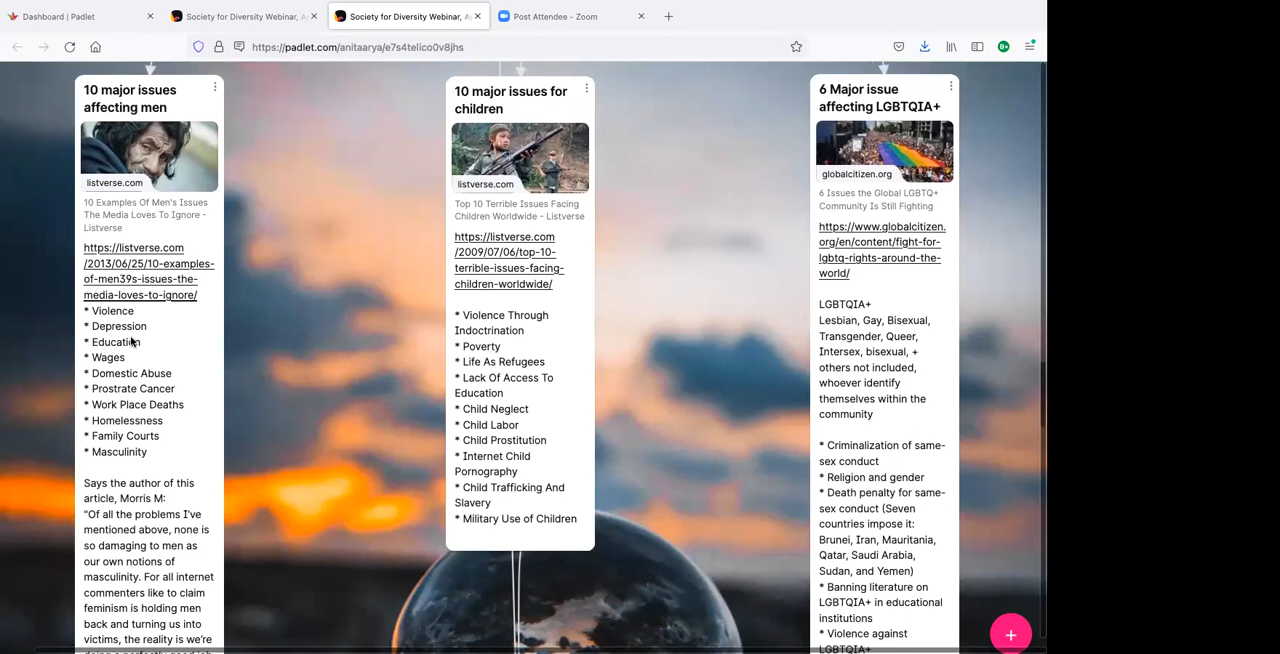 Dashboard | Padlet
Society for Diversity Webinar, A
Society for Diversity Webinar, A
Post Attendee - Zoom
https://padlet.com/anitaarya/e7s4telico0v8jhs
10 major issues
affecting men
listverse.com
10 Examples Of Men's Issues
The Media Loves To Ignore -
Listverse
https://listverse.com
/2013/06/25/10-examples-
of-men39s-issues-the-
media-loves-to-ignore/
* Violence
* Depression
* Education
* Wages
* Domestic Abuse
* Prostrate Cancer
* Work Place Deaths
* Homelessness
* Family Courts
* Masculinity
Says the author of this
article, Morris M:
"Of all the problems I've
mentioned above, none is
so damaging to men as
our own notions of
masculinity. For all internet
commenters like to claim
feminism is holding men
back and turning us into
victims, the reality is we're
10 major issues for
children
listverse.com
Top 10 Terrible Issues Facing
Children Worldwide - Listverse
https://listverse.com
/2009/07/06/top-10-
terrible-issues-facing-
children-worldwide/
* Violence Through
Indoctrination
* Poverty
* Life As Refugees
* Lack Of Access To
Education
* Child Neglect
* Child Labor
* Child Prostitution
* Internet Child
Pornography
* Child Trafficking And
Slavery
* Military Use of Children
6 Major issue
affecting LGBTQIA+
globalcitizen.org
6 Issues the Global LGBTQ+
Community Is Still Fighting
https://www.globalcitizen.
org/en/content/fight-for-
lgbtq-rights-around-the-
world/
LGBTQIA+
Lesbian, Gay, Bisexual,
Transgender, Queer,
Intersex, bisexual, +
others not included,
whoever identify
themselves within the
community
* Criminalization of same-
sex conduct
* Religion and gender
* Death penalty for same-
sex conduct (Seven
countries impose it:
Brunei, Iran, Mauritania,
Qatar, Saudi Arabia,
Sudan, and Yemen)
* Banning literature on
LGBTQIA+ in educational
institutions
* Violence against
LGBTQIA+